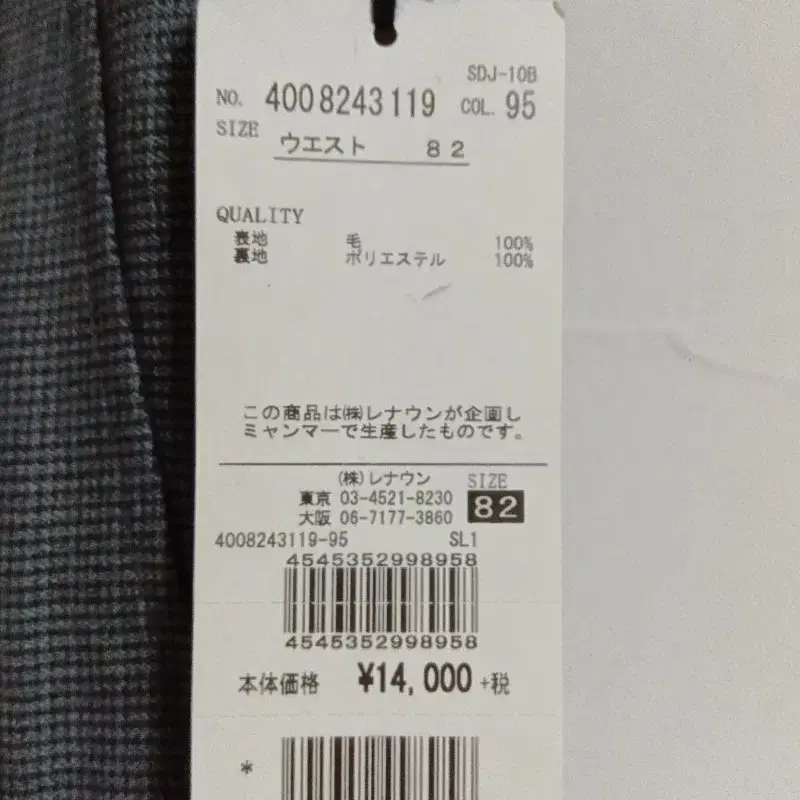 SDJ-10B
NO. 4008243119 COL. 95
SIZE ウエスト 82
QUALITY
表地 毛 100%
裏地 ポリエステル 100%
この商品は㈱レナウンが企画し
ミャンマーで生産したものです。
(株)レナウン SIZE
東京 03-4521-8230 82
大阪 06-7177-3860
4008243119-95 SL1
4545352998958
4545352998958
本体価格 ¥14,000 +税
*